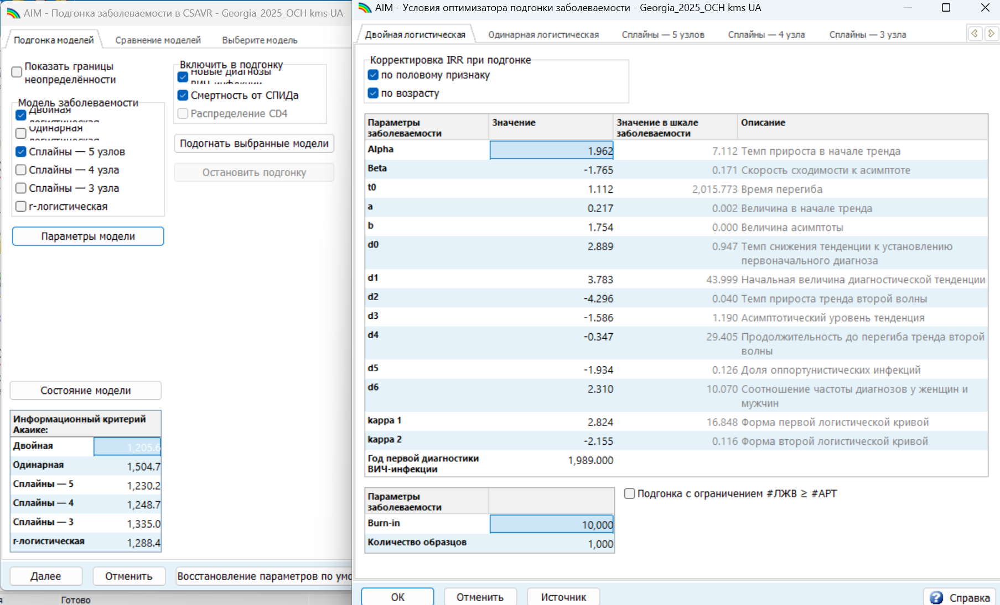 AIM - Подгонка заболеваемости в CSAVR - Georgia_2025_ОСН kms UA
Подгонка моделей
Сравнение моделей
Выберите модель
Показать границы
неопределённости
Модель заболеваемости
Двойная
логистическая
Одинарная
логистическая
Сплайны — 5 узлов
Сплайны — 4 узла
Сплайны — 3 узла
r-логистическая
Параметры модели
Включить в подгонку
Новые диагнозы
ВИЧ-инфекции
Смертность от СПИДа
Распределение CD4
Подогнать выбранные модели
Остановить подгонку
Состояние модели
Информационный критерий
Акаике:
Двойная 1,205.6
Одинарная 1,504.7
Сплайны — 5 1,230.2
Сплайны — 4 1,248.7
Сплайны — 3 1,335.0
r-логистическая 1,288.4
Далее
Отменить
Восстановление параметров по умо
Готово
AIM - Условия оптимизатора подгонки заболеваемости - Georgia_2025_ОСН kms UA
Двойная логистическая
Одинарная логистическая
Сплайны — 5 узлов
Сплайны — 4 узла
Сплайны — 3 узла
Корректировка IRR при подгонке
по половому признаку
по возрасту
Параметры
заболеваемости
Значение
Значение в шкале
заболеваемости
Описание
Alpha 1.962 7.112 Темп прироста в начале тренда
Beta -1.765 0.171 Скорость сходимости к асимптоте
t0 1.112 2,015.773 Время перегиба
a 0.217 0.002 Величина в начале тренда
b 1.754 0.000 Величина асимптоты
d0 2.889 0.947 Темп снижения тенденции к установлению
первоначального диагноза
d1 3.783 43.999 Начальная величина диагностической тенденции
d2 -4.296 0.040 Темп прироста тренда второй волны
d3 -1.586 1.190 Асимптотический уровень тенденция
d4 -0.347 29.405 Продолжительность до перегиба тренда второй
волны
d5 -1.934 0.126 Доля оппортунистических инфекций
d6 2.310 10.070 Соотношение частоты диагнозов у женщин и
мужчин
kappa 1 2.824 16.848 Форма первой логистической кривой
kappa 2 -2.155 0.116 Форма второй логистической кривой
Год первой диагностики
ВИЧ-инфекции
1,989.000
Параметры
заболеваемости
Burn-in 10,000
Количество образцов 1,000
Подгонка с ограничением #ЛЖВ ≥ #АРТ
ОК
Отменить
Источник
Справка